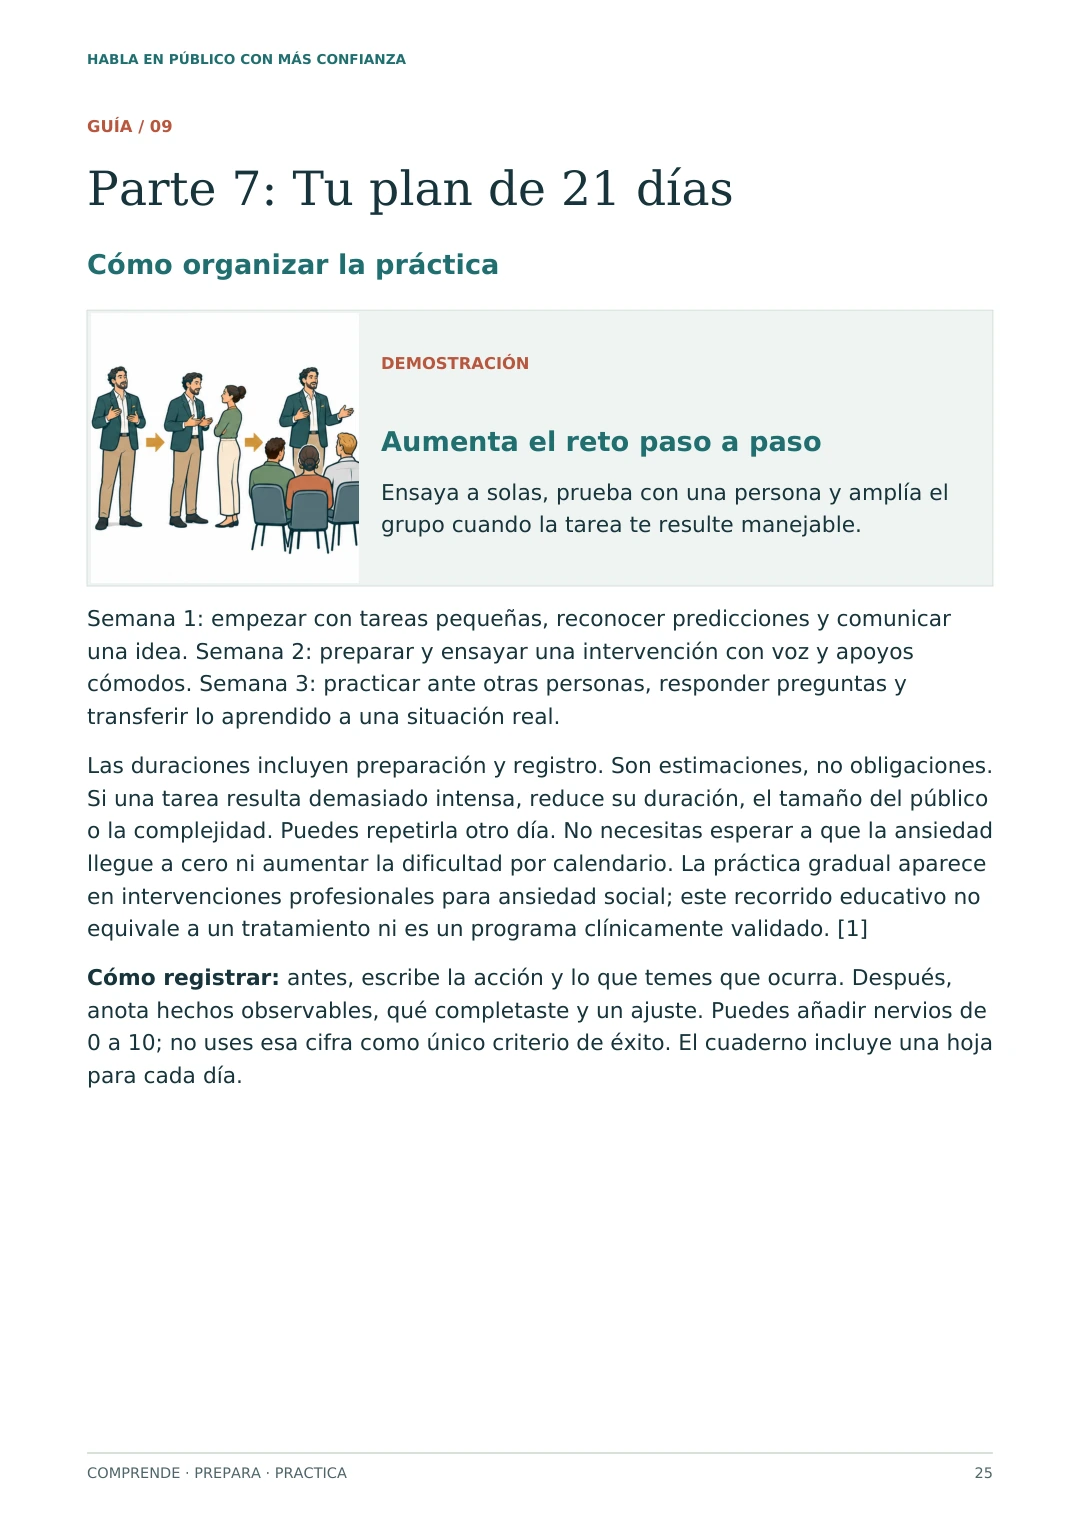 HABLA EN PÚBLICO CON MÁS CONFIANZA
GUÍA / 09
Parte 7: Tu plan de 21 días
Cómo organizar la práctica
DEMOSTRACIÓN
Aumenta el reto paso a paso
Ensaya a solas, prueba con una persona y amplía el
grupo cuando la tarea te resulte manejable.
Semana 1: empezar con tareas pequeñas, reconocer predicciones y comunicar
una idea. Semana 2: preparar y ensayar una intervención con voz y apoyos
cómodos. Semana 3: practicar ante otras personas, responder preguntas y
transferir lo aprendido a una situación real.
Las duraciones incluyen preparación y registro. Son estimaciones, no obligaciones.
Si una tarea resulta demasiado intensa, reduce su duración, el tamaño del público
o la complejidad. Puedes repetirla otro día. No necesitas esperar a que la ansiedad
llegue a cero ni aumentar la dificultad por calendario. La práctica gradual aparece
en intervenciones profesionales para ansiedad social; este recorrido educativo no
equivale a un tratamiento ni es un programa clínicamente validado. [1]
Cómo registrar: antes, escribe la acción y lo que temes que ocurra. Después,
anota hechos observables, qué completaste y un ajuste. Puedes añadir nervios de
0 a 10; no uses esa cifra como único criterio de éxito. El cuaderno incluye una hoja
para cada día.
COMPRENDE · PREPARA · PRACTICA
25